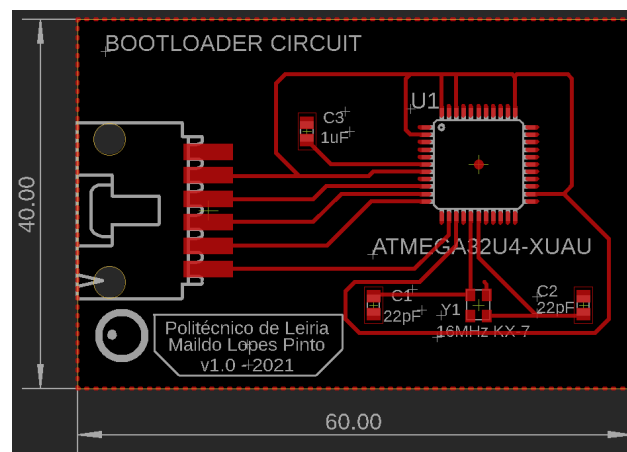 BOOTLOADER CIRCUIT
U1
C3
1uF
40.00
ATMEGA32U4-XUAU
C1
22pF
Y1
C2
22pF
16MHz KX-7
Politécnico de Leiria
Maildo Lopes Pinto
v1.0 - 2021
60.00